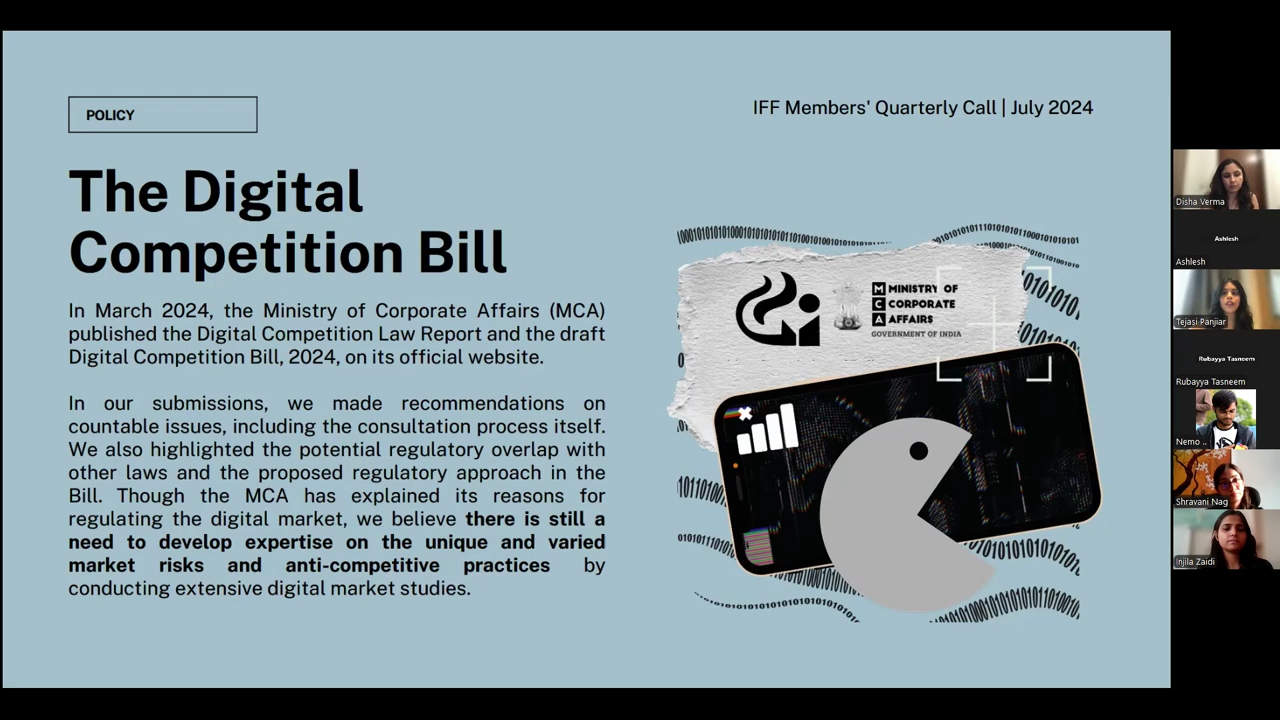 POLICY
IFF Members' Quarterly Call | July 2024
The Digital
Competition Bill
In March 2024, the Ministry of Corporate Affairs (MCA)
published the Digital Competition Law Report and the draft
Digital Competition Bill, 2024, on its official website.
In our submissions, we made recommendations on
countable issues, including the consultation process itself.
We also highlighted the potential regulatory overlap with
other laws and the proposed regulatory approach in the
Bill. Though the MCA has explained its reasons for
regulating the digital market, we believe there is still a
need to develop expertise on the unique and varied
market risks and anti-competitive practices by
conducting extensive digital market studies.
MINISTRY OF
CORPORATE
AFFAIRS
GOVERNMENT OF INDIA
Disha Verma
Ashlesh
Ashlesh
Tejasi Panjiar
Rubayya Tasneem
Rubayya Tasneem
Nemo ..
Shravani Nag
Injila Zaidi